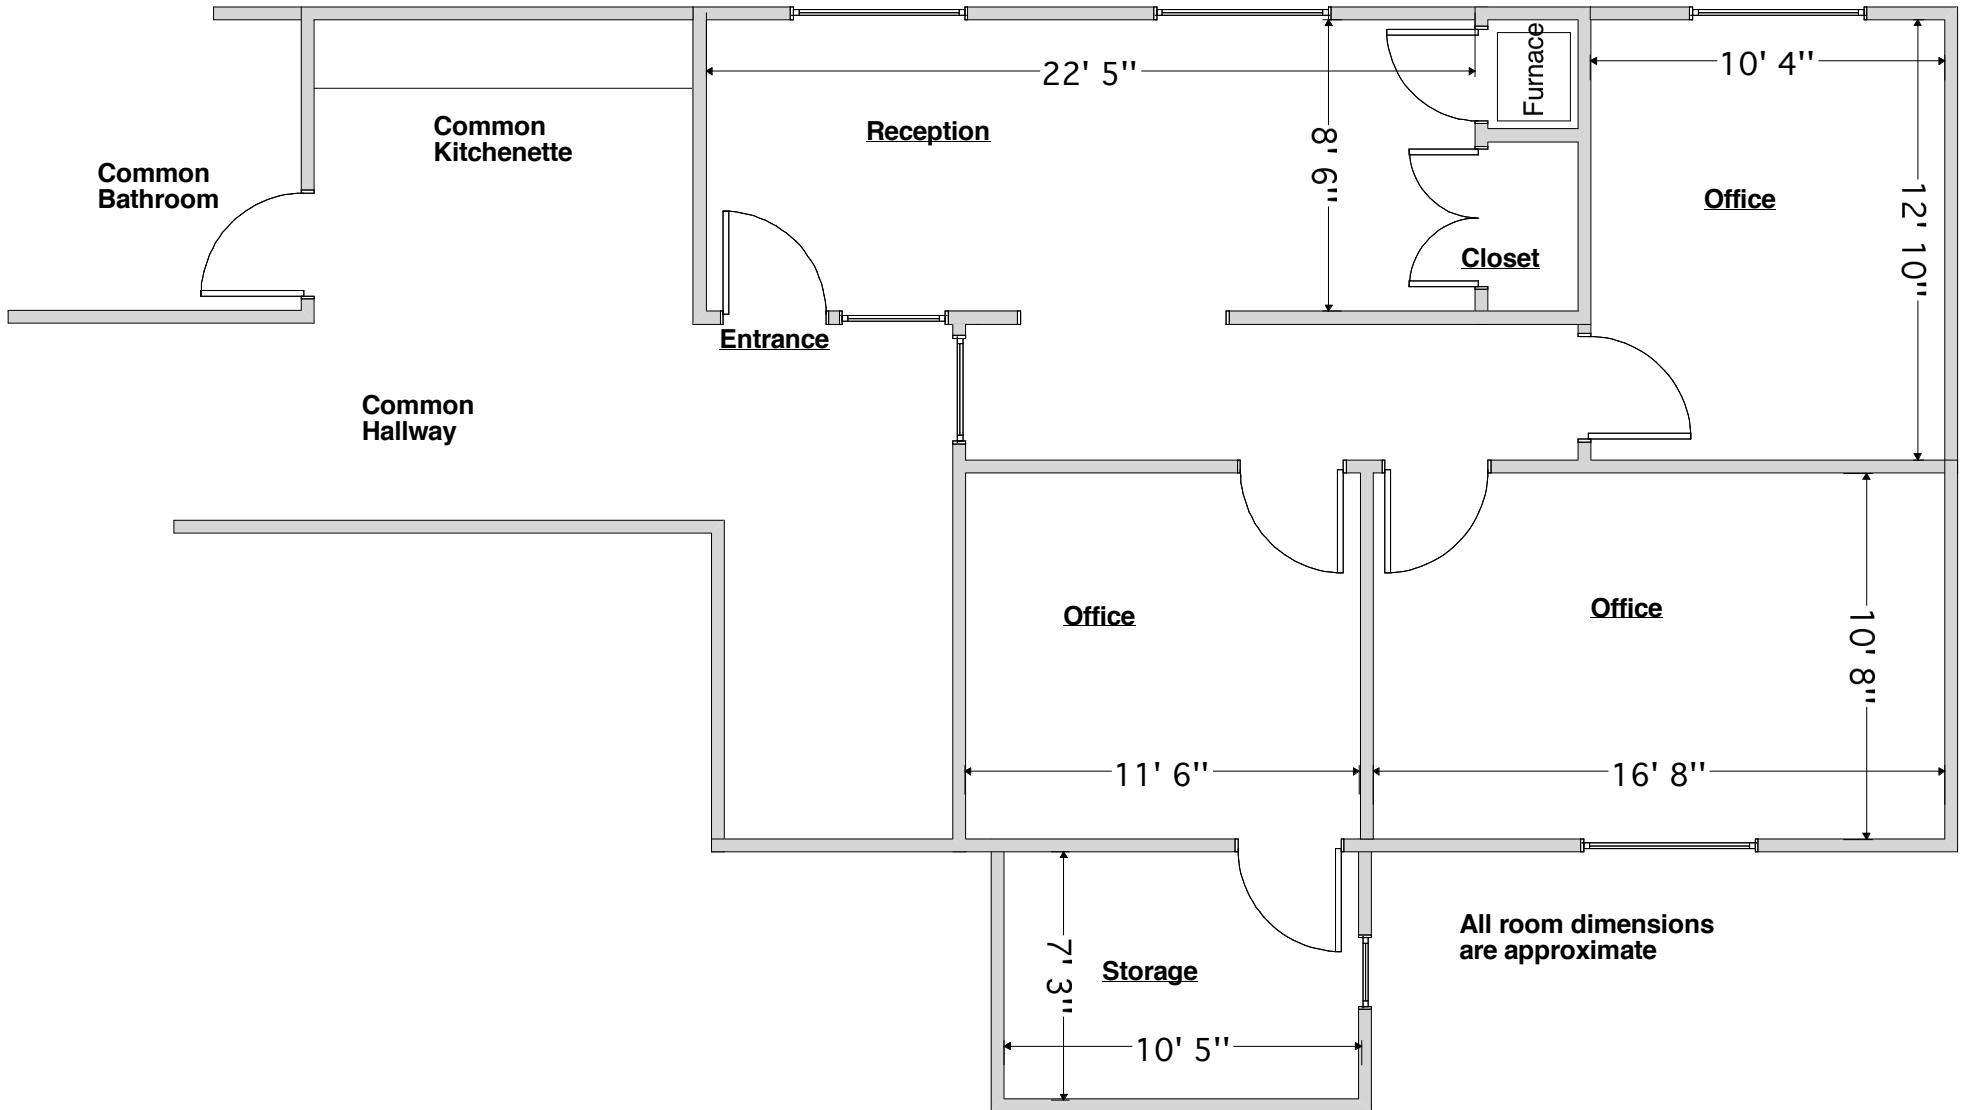 22' 5''
10' 4''
Furnace
Common
Kitchenette
Reception
8' 6''
Common
Bathroom
Office
12' 10''
Closet
Entrance
Common
Hallway
Office
Office
10' 8''
11' 6''
16' 8''
All room dimensions
are approximate
7' 3''
Storage
10' 5''